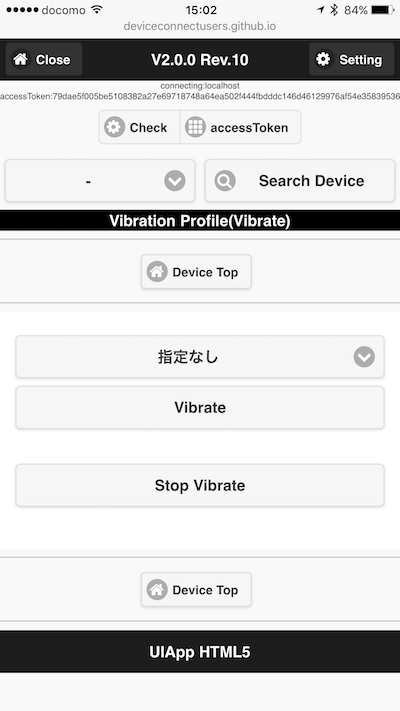 docomo 15:02 84%
deviceconnectusers.github.io
Close V2.0.0 Rev.10 Setting
connecting:localhost
accessToken:79dae5f005be5108382a27e69718748a64ea502f444fbdddc146d46129976af54e35839536
Check accessToken
- Search Device
Vibration Profile(Vibrate)
Device Top
指定なし
Vibrate
Stop Vibrate
Device Top
UIApp HTML5